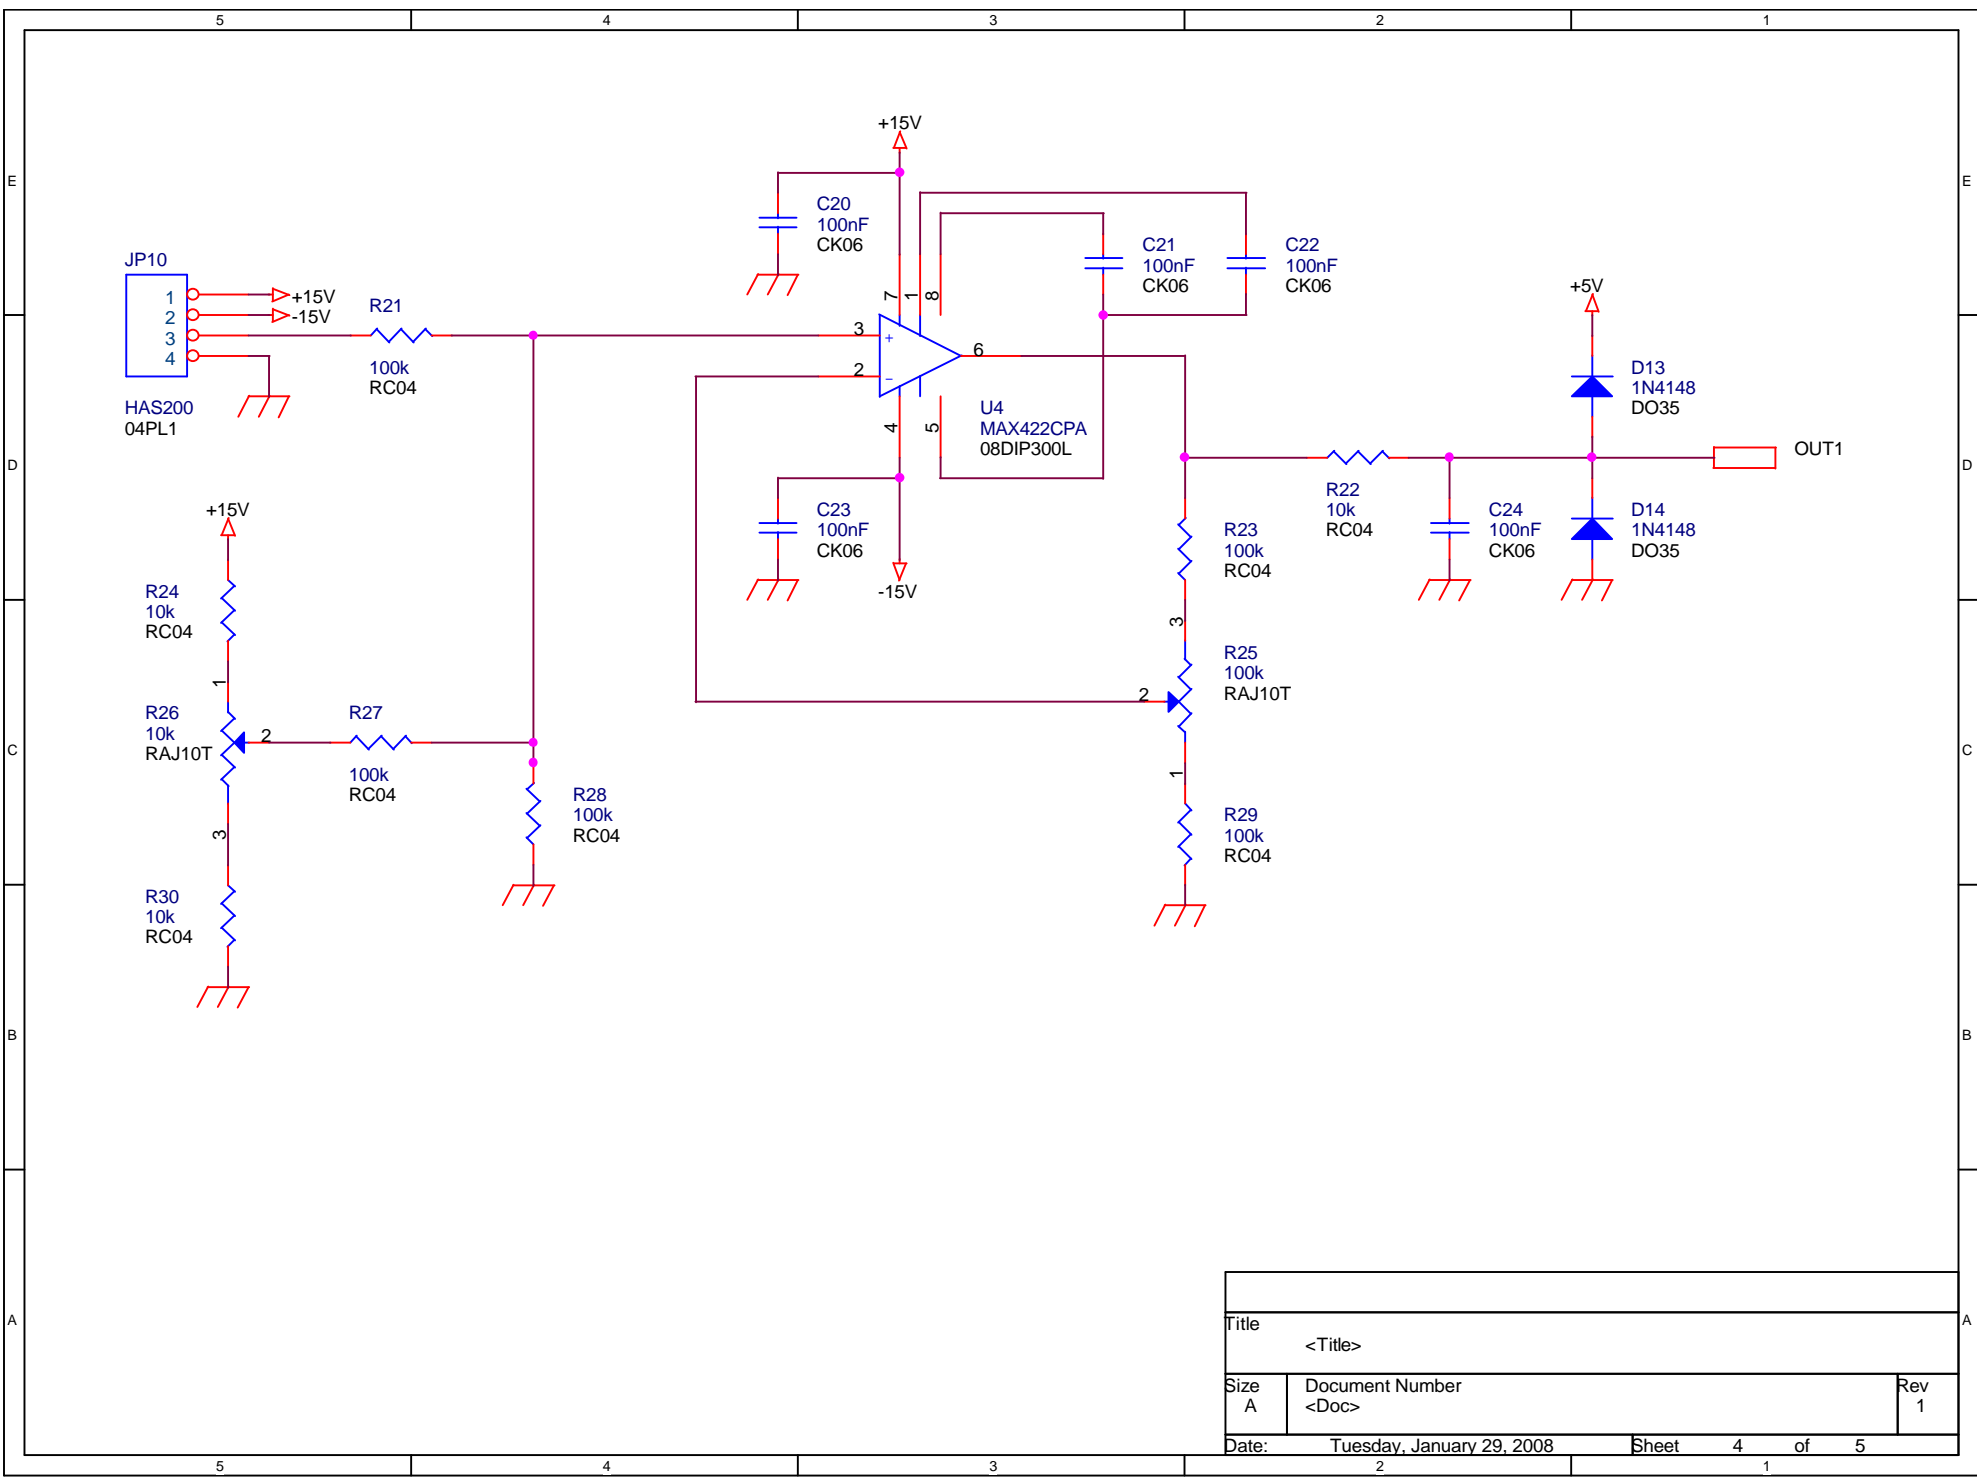 5 4 3 2 1
E E
D D
C C
B B
A A
+15V
C20
100nF
CK06
C21
100nF
CK06
C22
100nF
CK06
JP10
1
2
3
4
+15V
-15V
HAS200
04PL1
R21
100k
RC04
7
1
8
3
2
6
4
5
+
-
U4
MAX422CPA
08DIP300L
C23
100nF
CK06
-15V
+5V
D13
1N4148
DO35
OUT1
R22
10k
RC04
C24
100nF
CK06
D14
1N4148
DO35
R23
100k
RC04
3
R25
100k
RAJ10T
2
1
R29
100k
RC04
+15V
R24
10k
RC04
1
R26
10k
RAJ10T
2
3
R27
100k
RC04
R28
100k
RC04
R30
10k
RC04
Title
<Title>
Size
A
Document Number
<Doc>
Rev
1
Date: Tuesday, January 29, 2008 Sheet 4 of 5
5 4 3 2 1